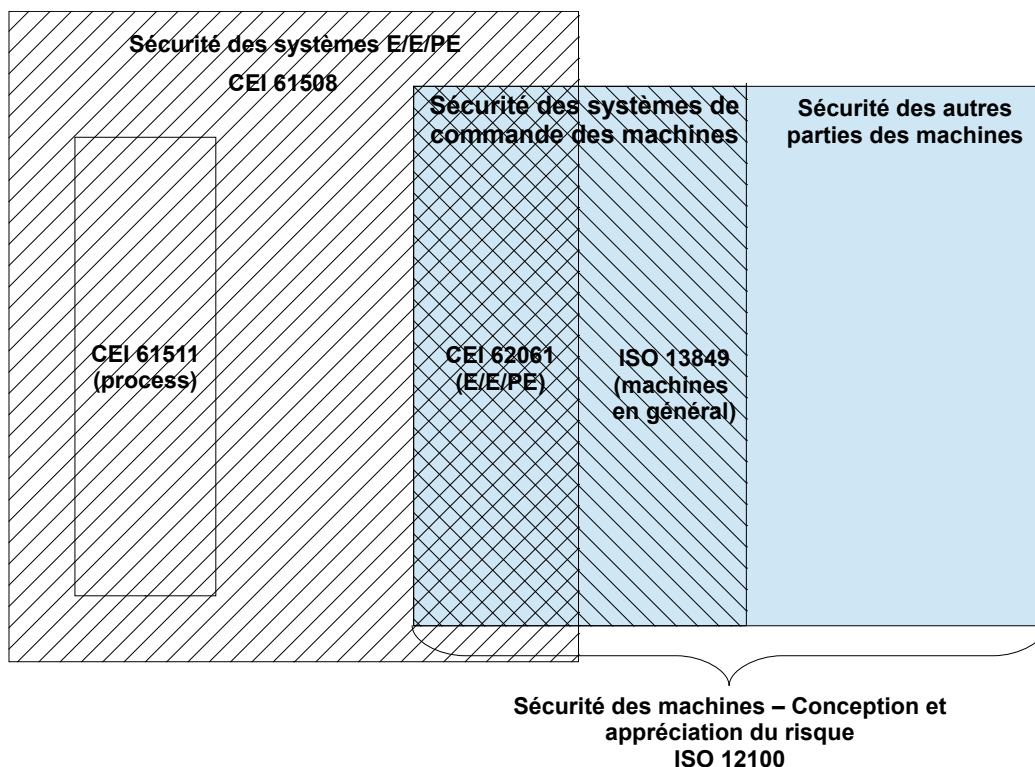 Sécurité des systèmes E/E/PE
CEI 61508
Sécurité des systèmes de
commande des machines
Sécurité des autres
parties des machines
CEI 61511
(process)
CEI 62061
(E/E/PE)
ISO 13849
(machines
en général)
Sécurité des machines – Conception et
appréciation du risque
ISO 12100